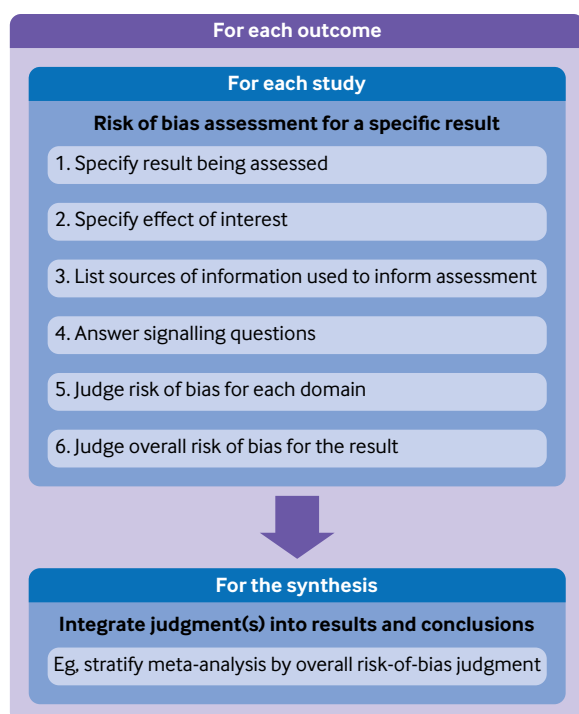 For each outcome
For each study
Risk of bias assessment for a specific result
1. Specify result being assessed
2. Specify effect of interest
3. List sources of information used to inform assessment
4. Answer signalling questions
5. Judge risk of bias for each domain
6. Judge overall risk of bias for the result
For the synthesis
Integrate judgment(s) into results and conclusions
Eg, stratify meta-analysis by overall risk-of-bias judgment